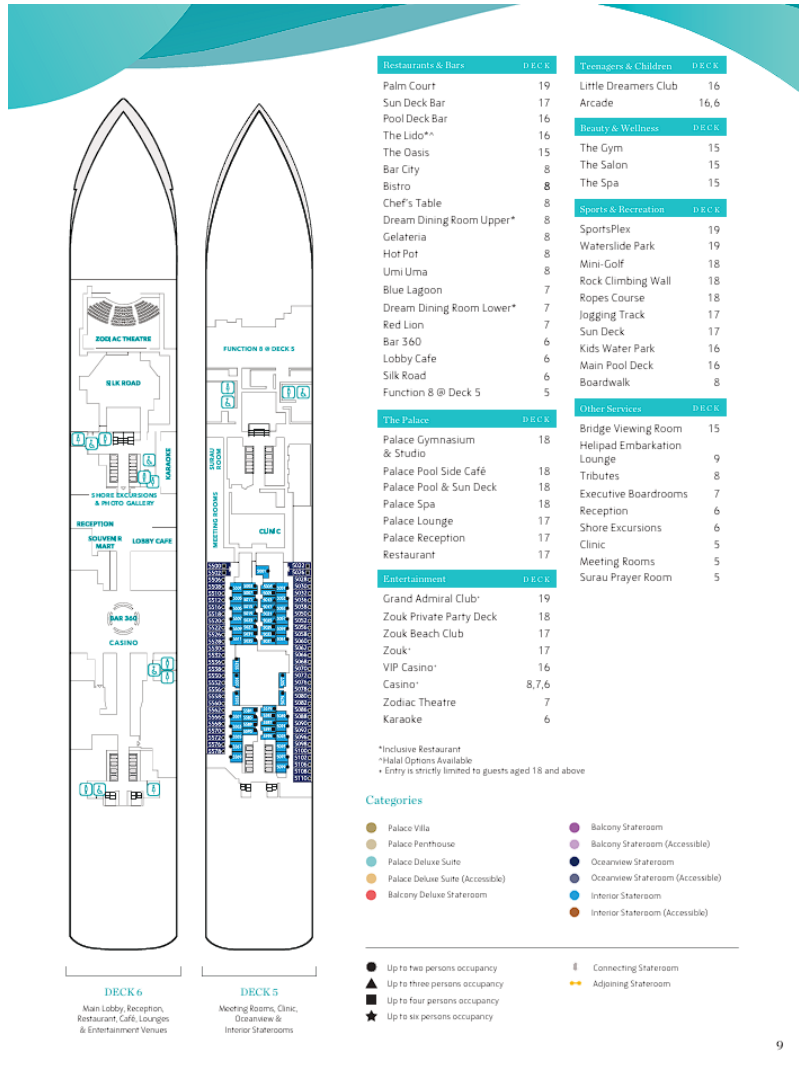 ZODIAC THEATRE
SILK ROAD
KARAOKE
SHORE EXCURSIONS
& PHOTO GALLERY
RECEPTION
SOUVENIR
MART
LOBBY CAFE
BAR 360
CASINO
DECK 6
Main Lobby, Reception,
Restaurant, Café, Lounges
& Entertainment Venues
FUNCTION 8 @ DECK 5
SURAU
ROOM
MEETING ROOMS
CLINIC
DECK 5
Meeting Rooms, Clinic,
Oceanview &
Interior Staterooms
Restaurants & Bars DECK
Palm Court 19
Sun Deck Bar 17
Pool Deck Bar 16
The Lido*^ 16
The Oasis 15
Bar City 8
Bistro 8
Chef's Table 8
Dream Dining Room Upper* 8
Gelateria 8
Hot Pot 8
Umi Uma 8
Blue Lagoon 7
Dream Dining Room Lower* 7
Red Lion 7
Bar 360 6
Lobby Cafe 6
Silk Road 6
Function 8 @ Deck 5 5
The Palace DECK
Palace Gymnasium 18
& Studio
Palace Pool Side Café 18
Palace Pool & Sun Deck 18
Palace Spa 18
Palace Lounge 17
Palace Reception 17
Restaurant 17
Entertainment DECK
Grand Admiral Club+ 19
Zouk Private Party Deck 18
Zouk Beach Club 17
Zouk+ 17
VIP Casino+ 16
Casino+ 8,7,6
Zodiac Theatre 7
Karaoke 6
*Inclusive Restaurant
^Halal Options Available
+ Entry is strictly limited to guests aged 18 and above
Teenagers & Children DECK
Little Dreamers Club 16
Arcade 16,6
Beauty & Wellness DECK
The Gym 15
The Salon 15
The Spa 15
Sports & Recreation DECK
SportsPlex 19
Waterslide Park 19
Mini-Golf 18
Rock Climbing Wall 18
Ropes Course 18
Jogging Track 17
Sun Deck 17
Kids Water Park 16
Main Pool Deck 16
Boardwalk 8
Other Services DECK
Bridge Viewing Room 15
Helipad Embarkation
Lounge 9
Tributes 8
Executive Boardrooms 7
Reception 6
Shore Excursions 6
Clinic 5
Meeting Rooms 5
Surau Prayer Room 5
Categories
Palace Villa
Palace Penthouse
Palace Deluxe Suite
Palace Deluxe Suite (Accessible)
Balcony Deluxe Stateroom
Balcony Stateroom
Balcony Stateroom (Accessible)
Oceanview Stateroom
Oceanview Stateroom (Accessible)
Interior Stateroom
Interior Stateroom (Accessible)
Up to two persons occupancy
Up to three persons occupancy
Up to four persons occupancy
Up to six persons occupancy
Connecting Stateroom
Adjoining Stateroom
9